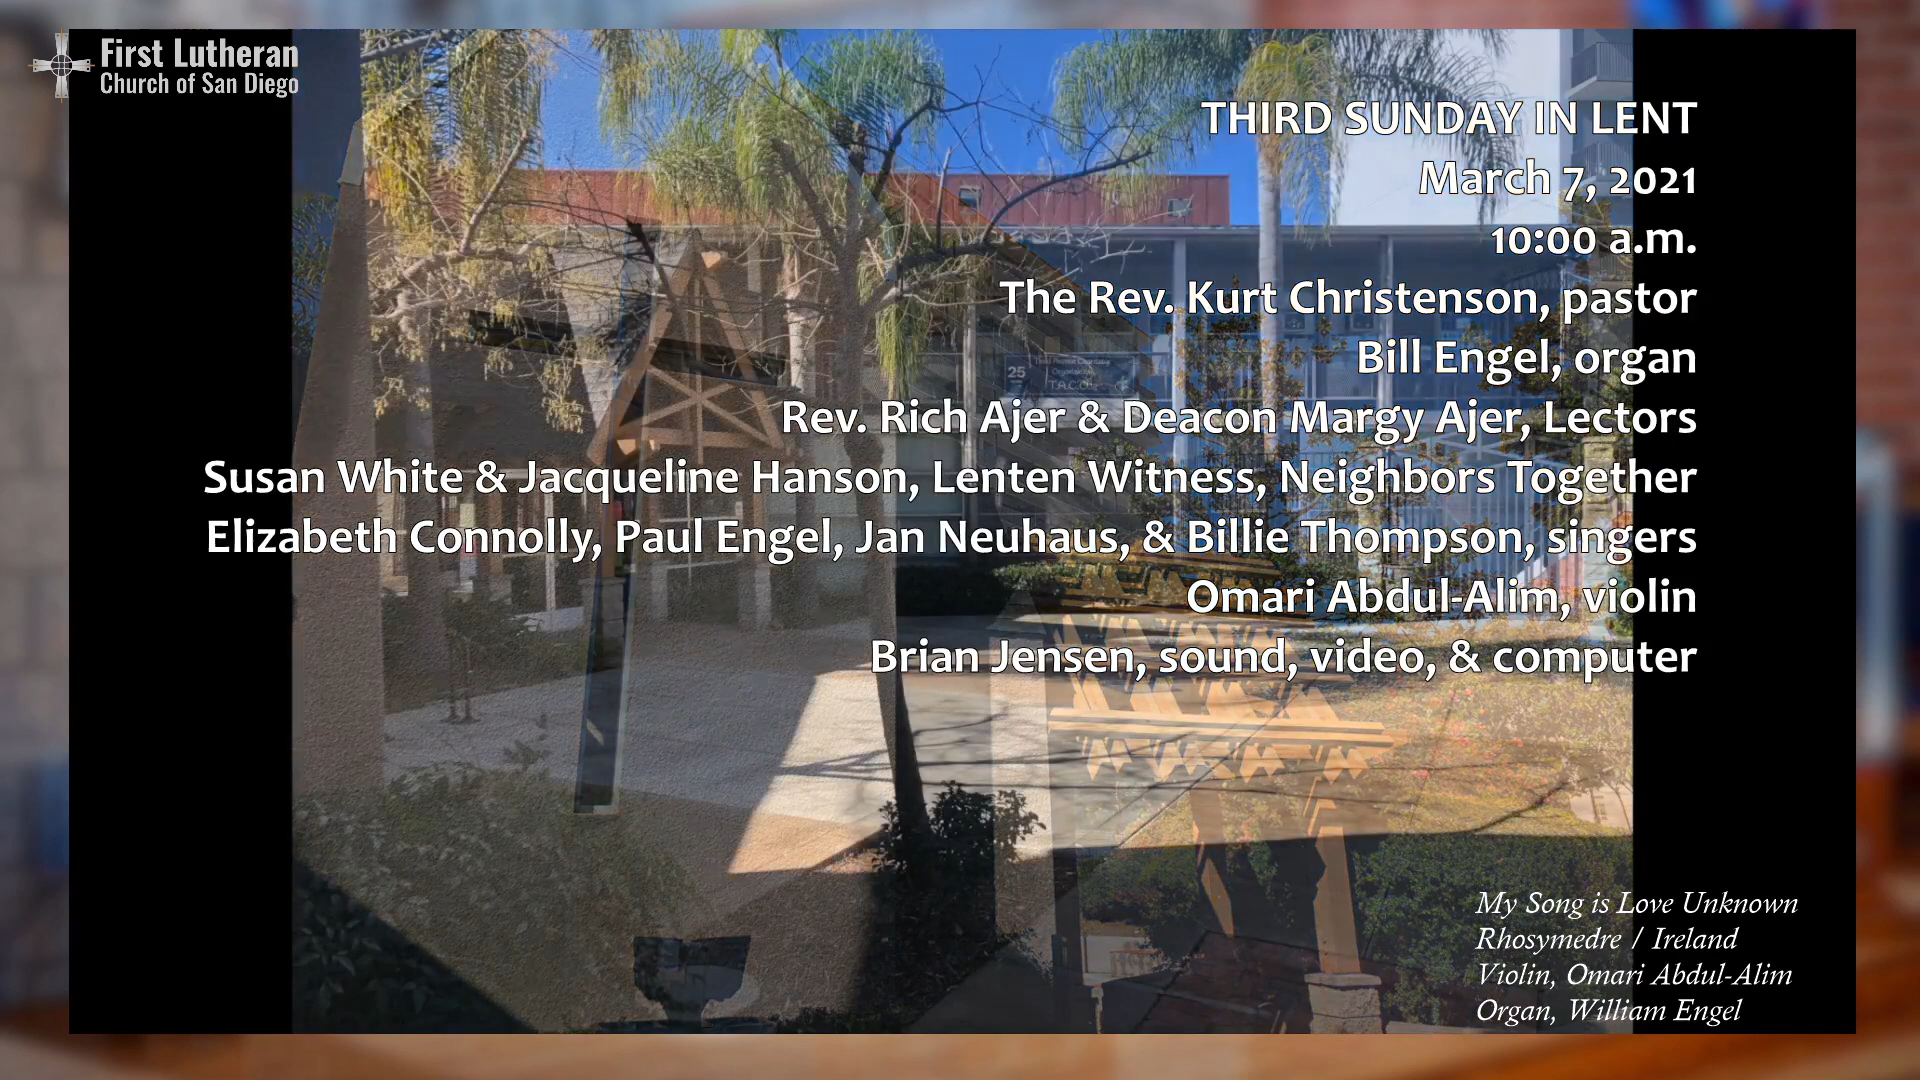 First Lutheran
Church of San Diego
THIRD SUNDAY IN LENT
March 7, 2021
10:00 a.m.
The Rev. Kurt Christenson, pastor
Bill Engel, organ
Rev. Rich Ajer & Deacon Margy Ajer, Lectors
Susan White & Jacqueline Hanson, Lenten Witness, Neighbors Together
Elizabeth Connolly, Paul Engel, Jan Neuhaus, & Billie Thompson, singers
Omari Abdul-Alim, violin
Brian Jensen, sound, video, & computer
25
T.A.C.O.
My Song is Love Unknown
Rhosymedre / Ireland
Violin, Omari Abdul-Alim
Organ, William Engel